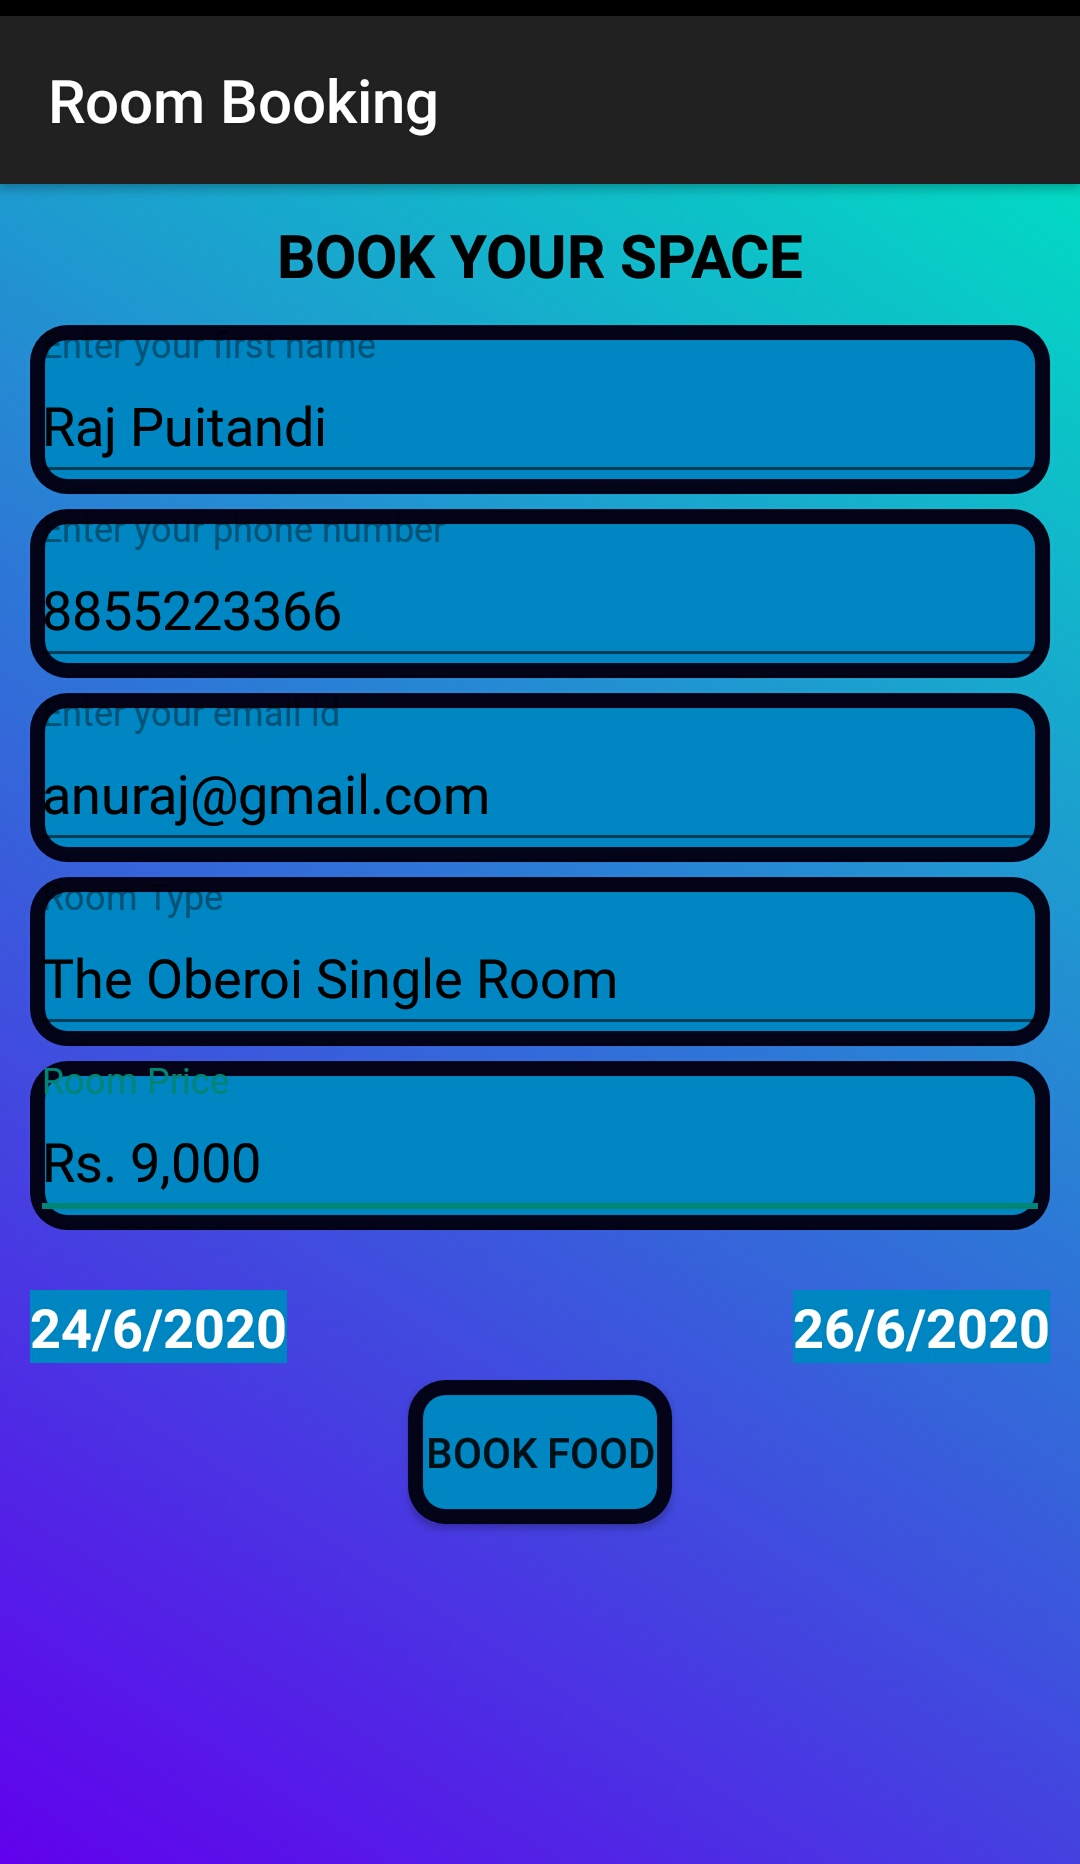 Room Booking
BOOK YOUR SPACE
Enter your first name
Raj Puitandi
Enter your phone number
8855223366
Enter your email id
anuraj@gmail.com
Room Type
The Oberoi Single Room
Room Price
Rs. 9,000
24/6/2020 26/6/2020
BOOK FOOD